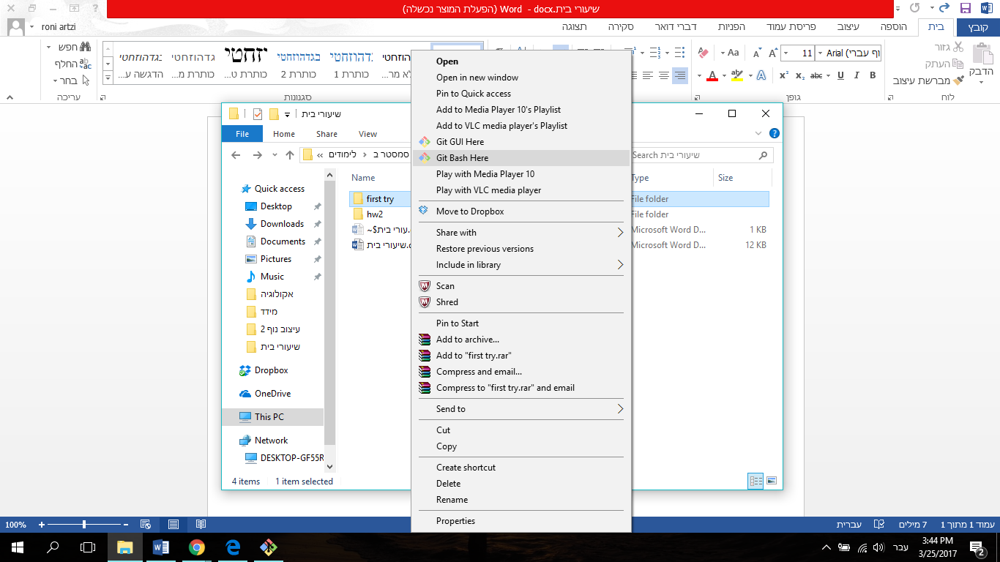 שיעורי בית.docx - Word (הפעלת המוצר נכשלה)
roni artzi
קובץ
בית
הוספה
עיצוב
פריסת עמוד
הפניות
דברי דואר
סקירה
תצוגה
הדבק
גזור
העתק
מברשת עיצוב
לוח
Arial (גוף עברי
11
Aa
B I U abc x₂ x²
גופן
בגדהוזחטי
כותרת 1
בגדהוזחטי
כותרת 2
יזחטי
כותרת ט...
בגדהוזחטי
כותרת מ...
בגדהוזחטי
הדגשה ע...
סגנונות
חפש
החלף
בחר
עריכה
שיעורי בית
File
Home
Share
View
« לימודים › סמסטר ב
Search שיעורי בית
Name
Type
Size
Quick access
Desktop
Downloads
Documents
Pictures
Music
אקולוגיה
מידד
עיצוב נוף 2
שיעורי בית
Dropbox
OneDrive
This PC
Network
DESKTOP-GF55R
first try
File folder
hw2
File folder
~$עורי בית.
Microsoft Word D...
1 KB
שיעורי בית.
Microsoft Word D...
12 KB
4 items
1 item selected
Open
Open in new window
Pin to Quick access
Add to Media Player 10's Playlist
Add to VLC media player's Playlist
Git GUI Here
Git Bash Here
Play with Media Player 10
Play with VLC media player
Move to Dropbox
Share with
Restore previous versions
Include in library
Scan
Shred
Pin to Start
Add to archive...
Add to "first try.rar"
Compress and email...
Compress to "first try.rar" and email
Send to
Cut
Copy
Create shortcut
Delete
Rename
Properties
עמוד 1 מתוך 1
7 מילים
עברית
100%
עבר
3:44 PM
3/25/2017
2